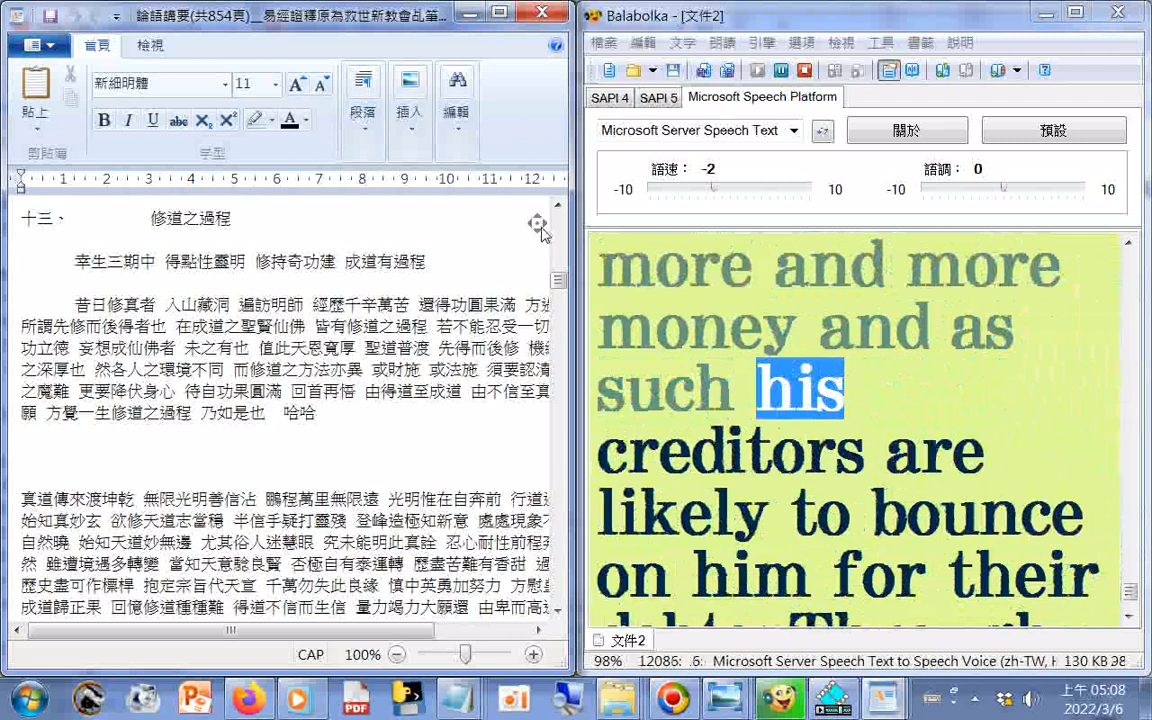 論語講要(共854頁)__易經證釋原為救世新教會乩筆...
首頁 檢視
新細明體 11
貼上 段落 插入 編輯
剪貼簿 字型
1 2 3 4 5 6 7 8 9 10 11 12
十三、 修道之過程
幸生三期中 得點性靈明 修持奇功建 成道有過程
昔日修真者 入山藏洞 遍訪明師 經歷千辛萬苦 還得功圓果滿 方
所謂先修而後得者也 在成道之聖賢仙佛 皆有修道之過程 若不能忍受一切
功立德 妄想成仙佛者 未之有也 值此天恩寬厚 聖道普渡 先得而後修 機
之深厚也 然各人之環境不同 而修道之方法亦異 或財施 或法施 須要認清
之魔難 更要降伏身心 待自功果圓滿 回首再悟 由得道至成道 由不信至真
願 方覺一生修道之過程 乃如是也 哈哈
真道傳來渡坤乾 無限光明善信沾 鵬程萬里無限遠 光明惟在自奔前 行道
始知真妙玄 欲修天道志當穩 半信半疑打靈殘 登峰造極知新意 處處現象
自然曉 始知天道妙無邊 尤其俗人迷慧眼 究未能明此真詮 忍心耐性前程
然 雖遭境遇多轉變 當知天意驗良賢 否極自有泰運轉 歷盡苦難有香甜
歷史盡可作標桿 抱定宗旨代天宣 千萬勿失此良緣 慎中英勇加努力 方慰
成道歸正果 回憶修道種種難 得道不信而生信 量力竭力大願還 由卑而高
CAP 100%
Balabolka - [文件2]
檔案 編輯 文字 朗讀 引擎 選項 檢視 工具 書籤 說明
SAPI 4 SAPI 5 Microsoft Speech Platform
Microsoft Server Speech Text 關於 預設
語速： -2 語調： 0
-10 10 -10 10
more and more
money and as
such his
creditors are
likely to bounce
on him for their
文件2
98% 12086: .6: Microsoft Server Speech Text to Speech Voice (zh-TW, 130 KB
上午 05:08
2022/3/6